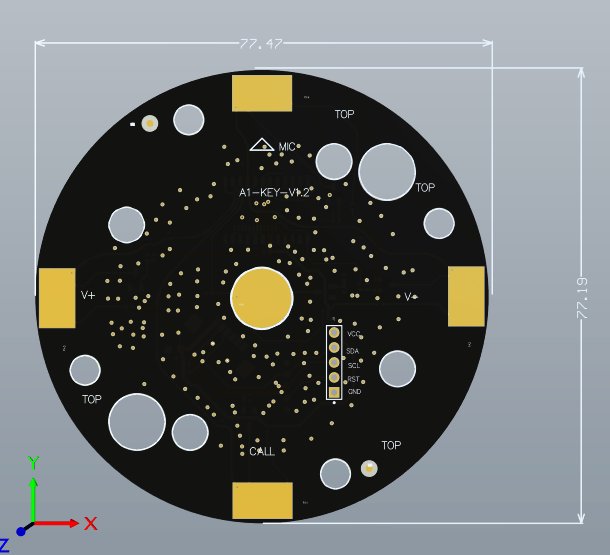 77.47
TOP
MIC
TOP
A1-KEY-V1.2
V+
V-
77.19
VCC
SDA
SCL
RST
GND
TOP
TOP
CALL
Y
X
Z